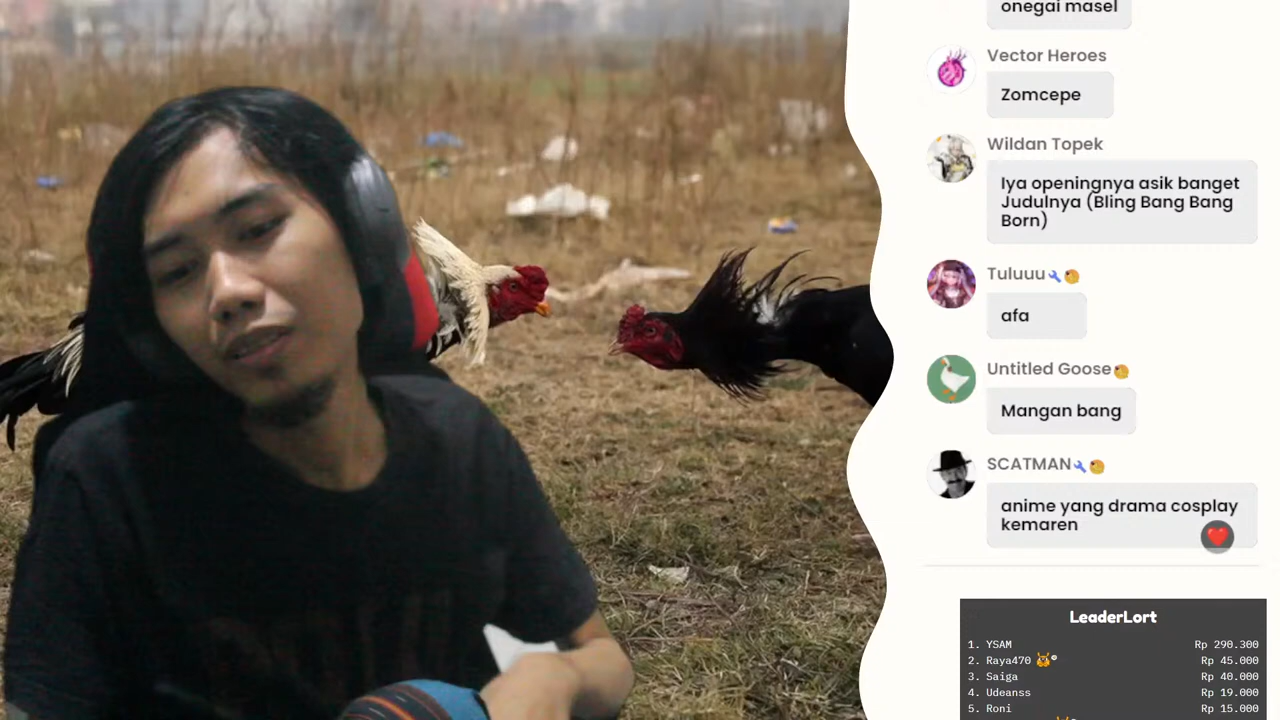 onegai masel
Vector Heroes
Zomcepe
Wildan Topek
Iya openingnya asik banget
Judulnya (Bling Bang Bang
Born)
Tuluuu
afa
Untitled Goose
Mangan bang
SCATMAN
anime yang drama cosplay
kemaren
LeaderLort
1. YSAM Rp 290.300
2. Raya470 Rp 45.000
3. Saiga Rp 40.000
4. Udeanss Rp 19.000
5. Roni Rp 15.000